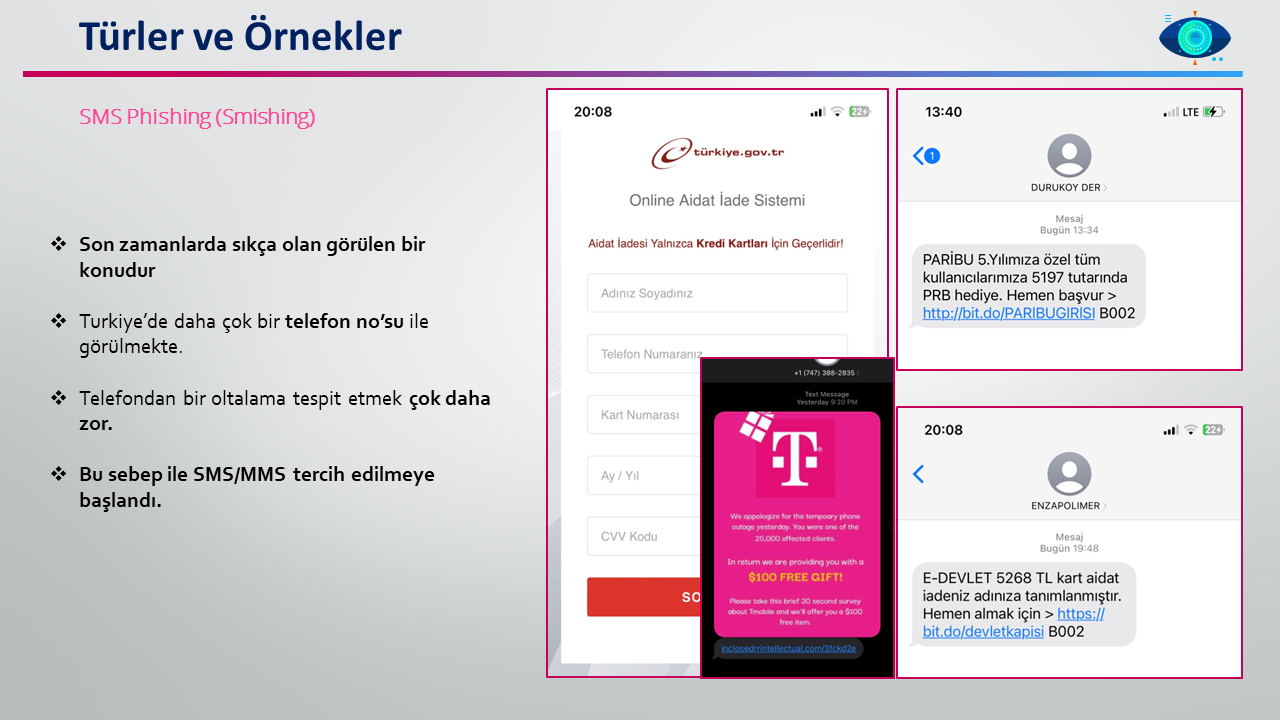 Türler ve Örnekler
SMS Phishing (Smishing)
Son zamanlarda sıkça olan görülen bir
konudur
Turkiye’de daha çok bir telefon no’su ile
görülmekte.
Telefondan bir oltalama tespit etmek çok daha
zor.
Bu sebep ile SMS/MMS tercih edilmeye
başlandı.
20:08
22
türkiye.gov.tr
Online Aidat İade Sistemi
Aidat İadesi Yalnızca Kredi Kartları İçin Geçerlidir!
Adınız Soyadınız
Telefon Numaranız
Kart Numarası
Ay / Yıl
CVV Kodu
SO
+1 (747) 388-2835
Text Message
Yesterday 9:20 PM
T
We appologize for the tempoary phone
outage yesterday. You were one of the
25,000 affected clients.
In return we are providing you with a
$100 FREE GIFT!
Please take this brief 30 second survey
about Tmobile and we'll offer you a $100
free item.
inclosedrrintellectual.com/3fckd2e
13:40
LTE
1
DURUKOY DER
Mesaj
Bugün 13:34
PARİBU 5.Yılımıza özel tüm
kullanıcılarımıza 5197 tutarında
PRB hediye. Hemen başvur >
http://bit.do/PARIBUGIRISI B002
20:08
22
ENZAPOLIMER
Mesaj
Bugün 19:48
E-DEVLET 5268 TL kart aidat
iadeniz adınıza tanımlanmıştır.
Hemen almak için > https://
bit.do/devletkapisi B002